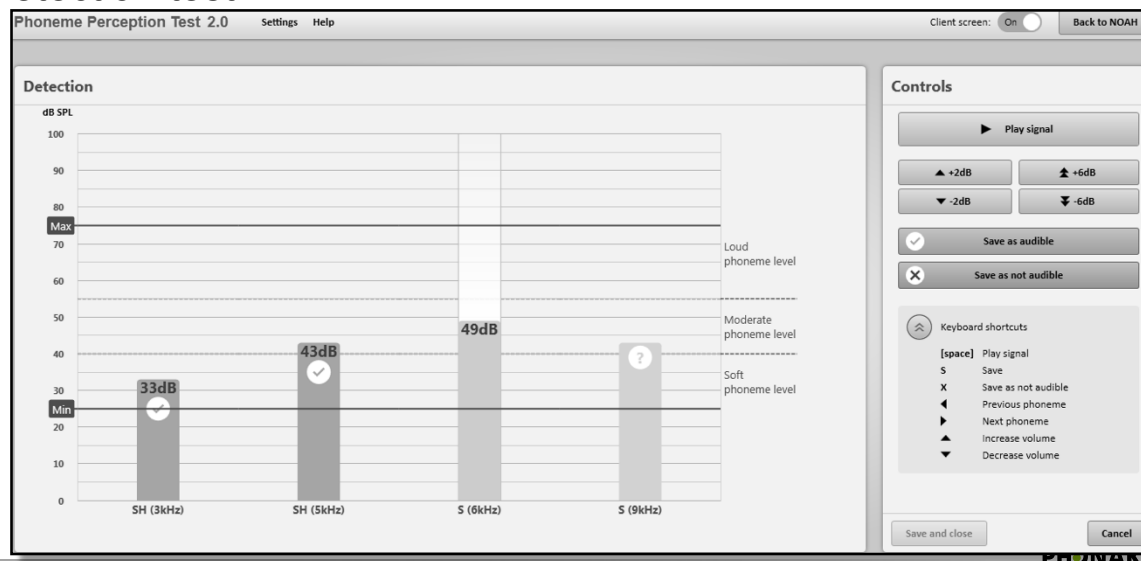 Phoneme Perception Test 2.0 Settings Help Client screen: On Back to NOAH
Detection
dB SPL
100
90
80
Max
70
60
50
40
30
Min
20
10
0
33dB
43dB
49dB
?
SH (3kHz) SH (5kHz) S (6kHz) S (9kHz)
Loud
phoneme level
Moderate
phoneme level
Soft
phoneme level
Controls
Play signal
+2dB +6dB
-2dB -6dB
Save as audible
Save as not audible
Keyboard shortcuts
[space] Play signal
S Save
X Save as not audible
Previous phoneme
Next phoneme
Increase volume
Decrease volume
Save and close Cancel
PHONAK